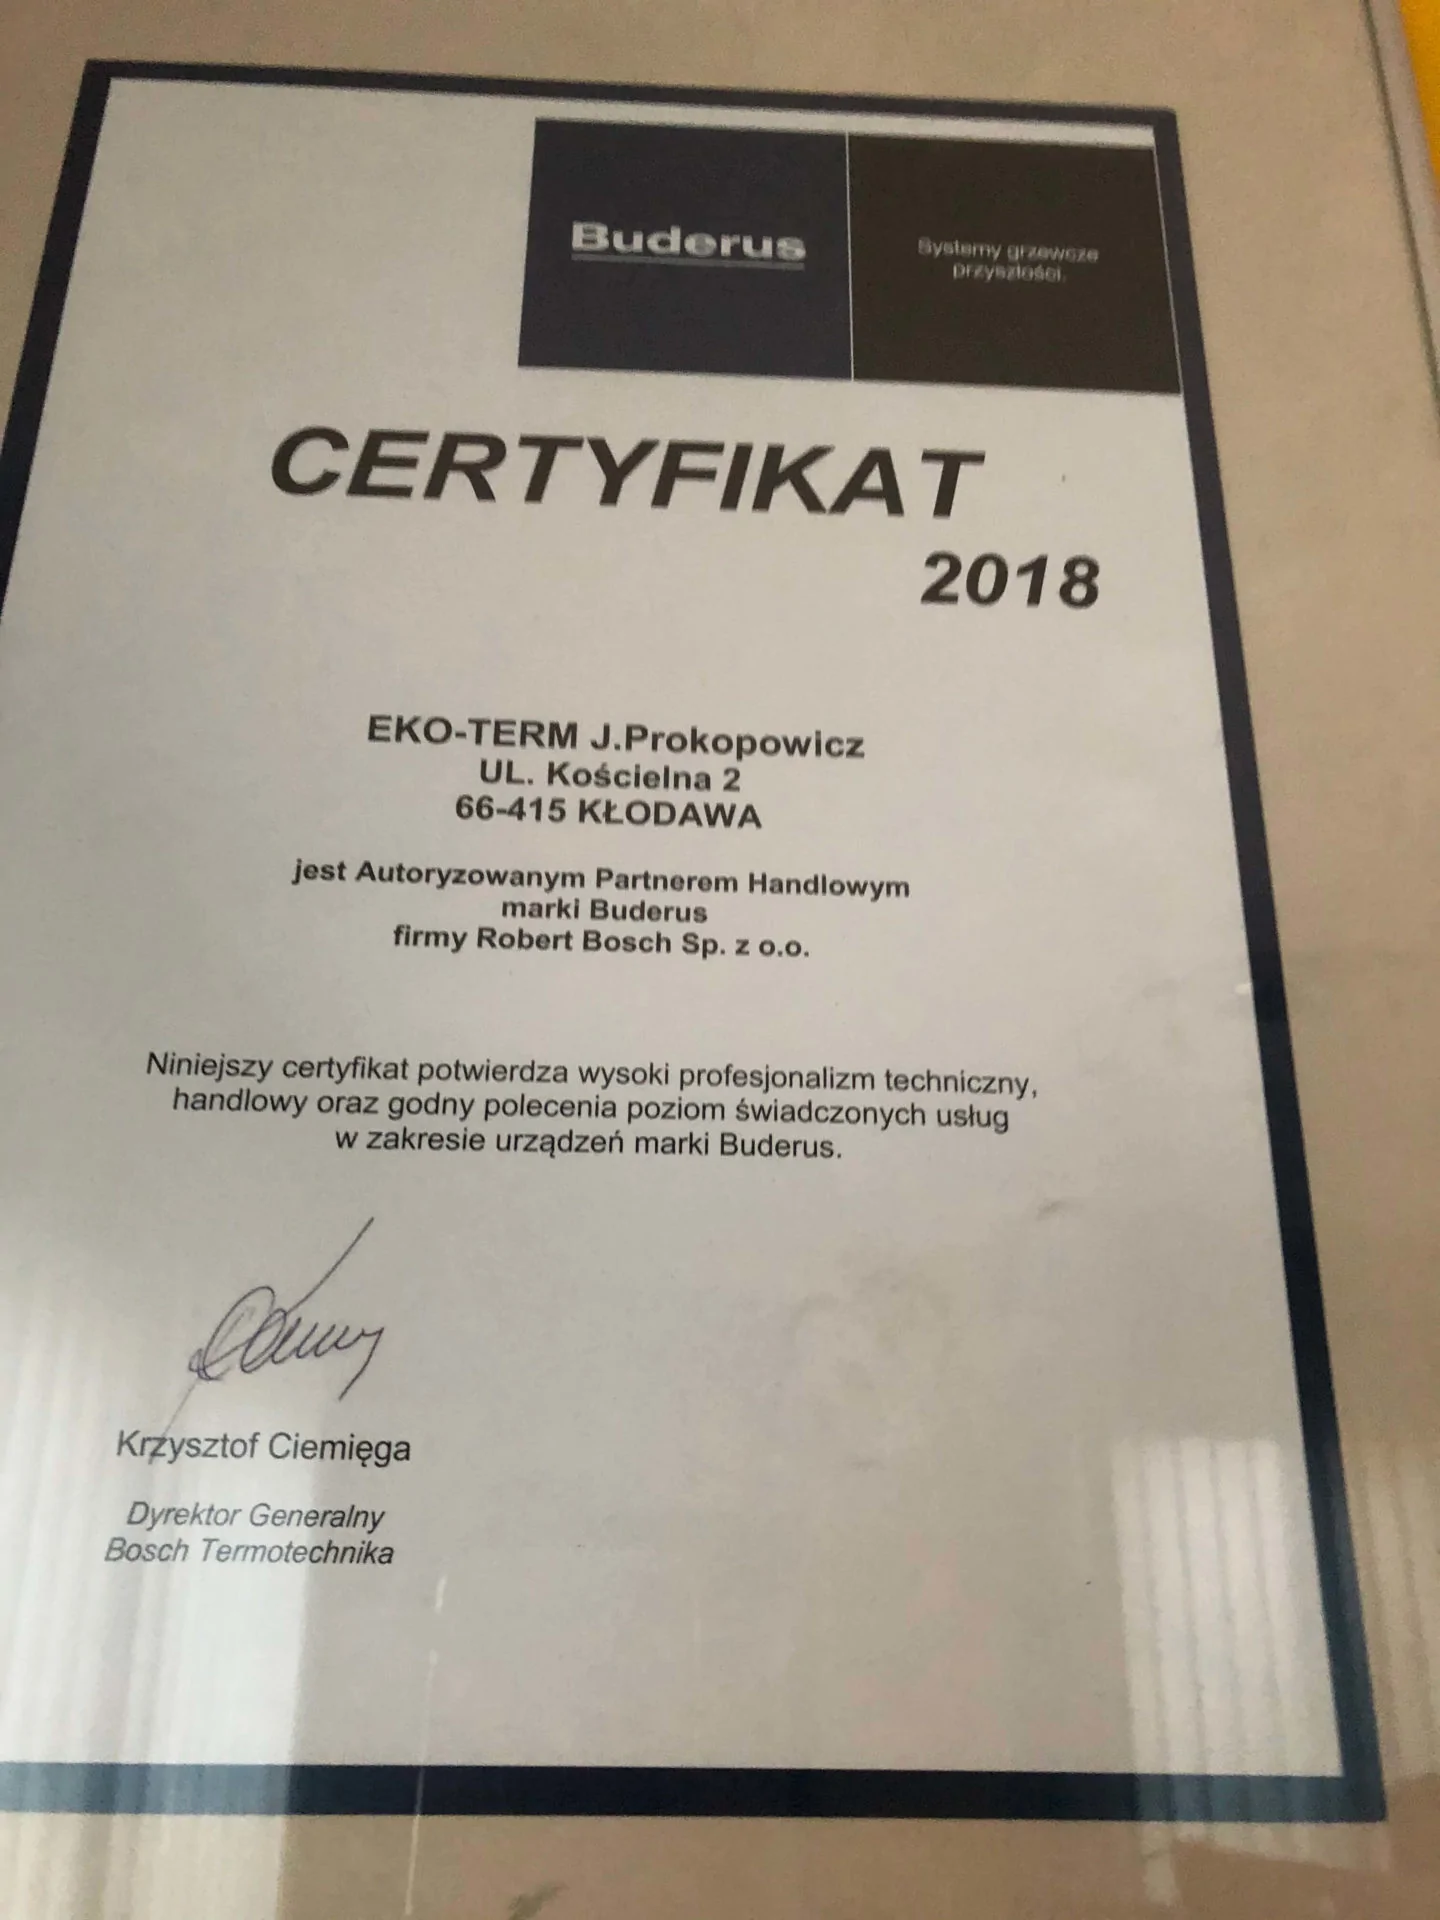 Buderus
Systemy grzewcze
przyszłości.
CERTYFIKAT
2018
EKO-TERM J.Prokopowicz
UL. Kościelna 2
66-415 KŁODAWA
jest Autoryzowanym Partnerem Handlowym
marki Buderus
firmy Robert Bosch Sp. z o.o.
Niniejszy certyfikat potwierdza wysoki profesjonalizm techniczny,
handlowy oraz godny polecenia poziom świadczonych usług
w zakresie urządzeń marki Buderus.
Krzysztof Ciemięga
Dyrektor Generalny
Bosch Termotechnika